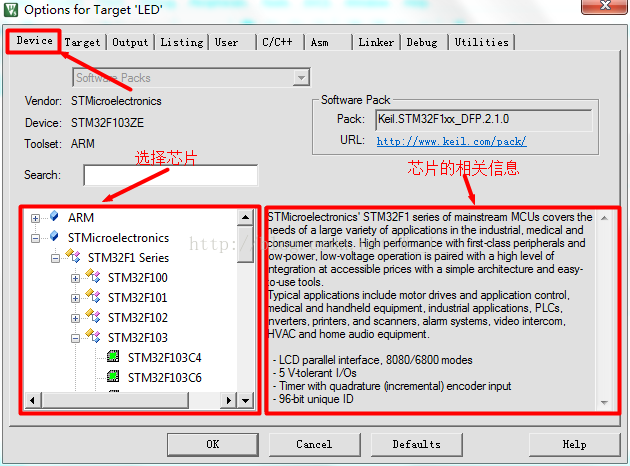 Options for Target 'LED'
Device Target Output Listing User C/C++ Asm Linker Debug Utilities
Software Packs
Vendor: STMicroelectronics
Device: STM32F103ZE
Toolset: ARM
Software Pack
Pack: Keil.STM32F1xx_DFP.2.1.0
URL: http://www.keil.com/pack/
选择芯片
芯片的相关信息
Search:
ARM
STMicroelectronics
STM32F1 Series
STM32F100
STM32F101
STM32F102
STM32F103
STM32F103C4
STM32F103C6
STMicroelectronics' STM32F1 series of mainstream MCUs covers the
needs of a large variety of applications in the industrial, medical and
consumer markets. High performance with first-class peripherals and
low-power, low-voltage operation is paired with a high level of
integration at accessible prices with a simple architecture and easy-
to-use tools.
Typical applications include motor drives and application control,
medical and handheld equipment, industrial applications, PLCs,
inverters, printers, and scanners, alarm systems, video intercom,
HVAC and home audio equipment.
- LCD parallel interface, 8080/6800 modes
- 5 V-tolerant I/Os
- Timer with quadrature (incremental) encoder input
- 96-bit unique ID
OK Cancel Defaults Help